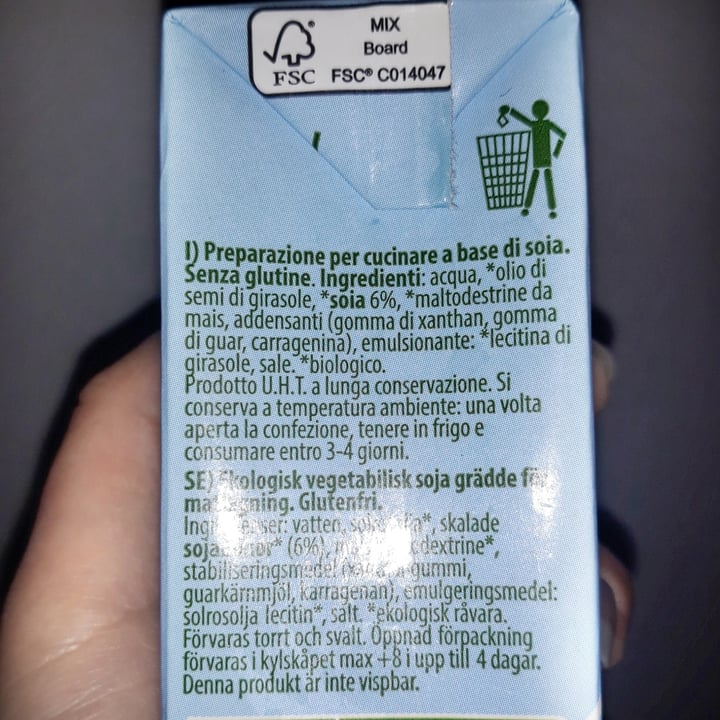 MIX
Board
FSC FSC® C014047
I) Preparazione per cucinare a base di soia.
Senza glutine. Ingredienti: acqua, *olio di
semi di girasole, *soia 6%, *maltodestrine da
mais, addensanti (gomma di xanthan, gomma
di guar, carragenina), emulsionante: *lecitina di
girasole, sale. *biologico.
Prodotto U.H.T. a lunga conservazione. Si
conserva a temperatura ambiente: una volta
aperta la confezione, tenere in frigo e
consumare entro 3-4 giorni.
SE) Ekologisk vegetabilisk soja grädde för
Glutenfri.
vatten, skalade
(6%),
stabiliseringsmedel
guarkärnmjöl, karragenan), emulgeringsmedel:
solrosolja lecitin*, salt. *ekologisk råvara.
Förvaras torrt och svalt. Öppnad förpackning
förvaras i kylskåpet max +8 i upp till 4 dagar.
Denna produkt är inte vispbar.